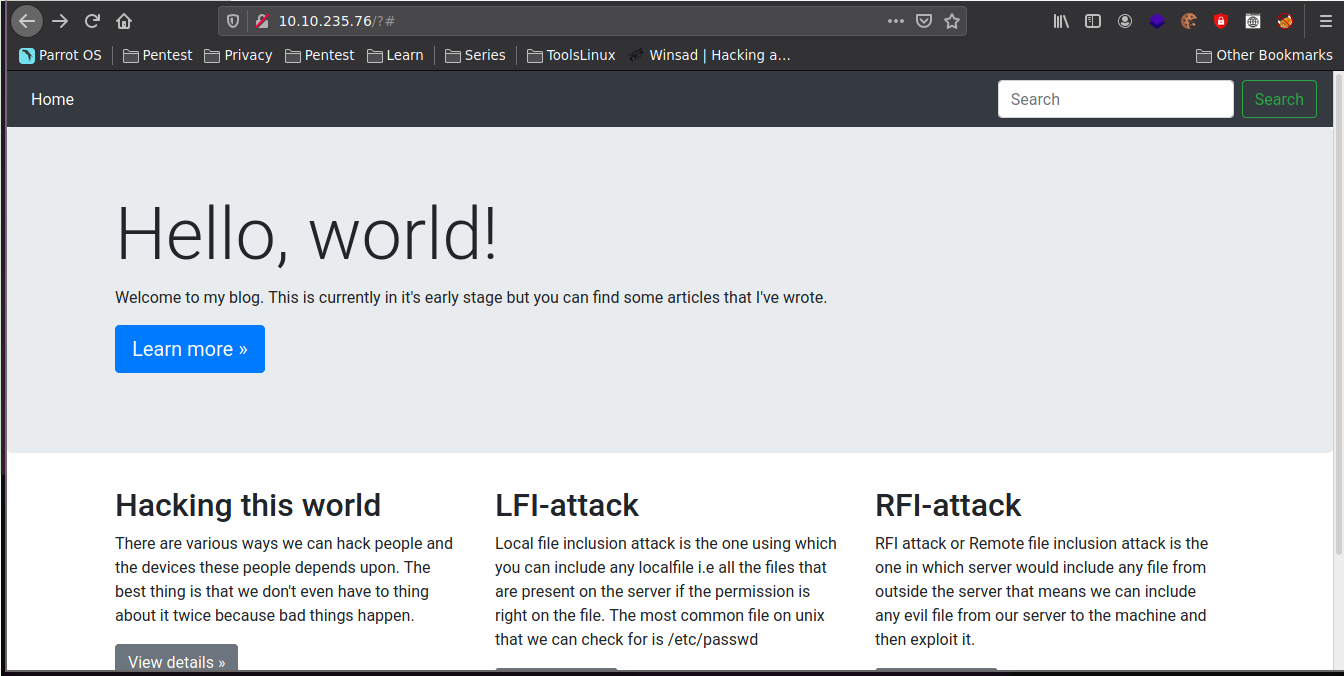 10.10.235.76/?#
Parrot OS Pentest Privacy Pentest Learn Series ToolsLinux Winsad | Hacking a... Other Bookmarks
Home Search Search
Hello, world!
Welcome to my blog. This is currently in it's early stage but you can find some articles that I've wrote.
Learn more »
Hacking this world
There are various ways we can hack people and
the devices these people depends upon. The
best thing is that we don't even have to thing
about it twice because bad things happen.
View details »
LFI-attack
Local file inclusion attack is the one using which
you can include any localfile i.e all the files that
are present on the server if the permission is
right on the file. The most common file on unix
that we can check for is /etc/passwd
RFI-attack
RFI attack or Remote file inclusion attack is the
one in which server would include any file from
outside the server that means we can include
any evil file from our server to the machine and
then exploit it.